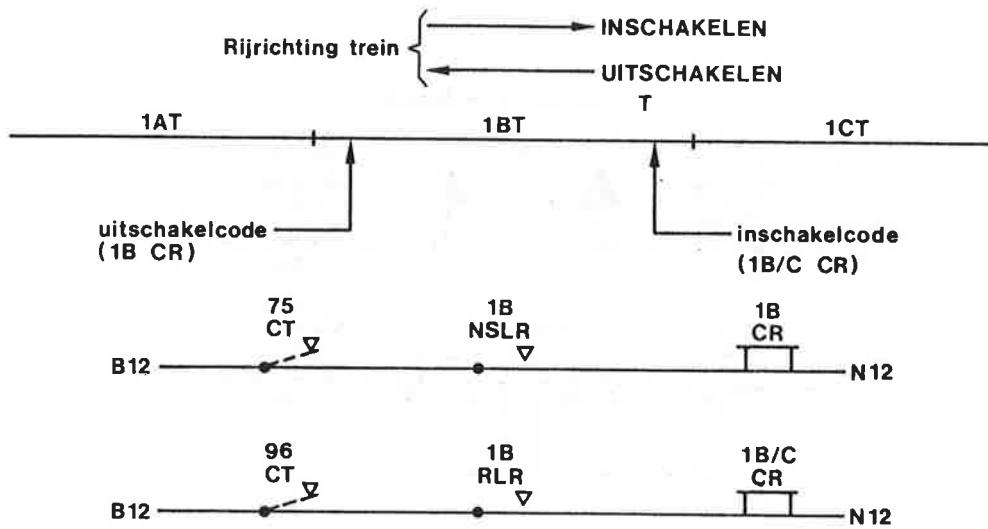 INSCHAKELEN
Rijrichting trein
UITSCHAKELEN
T
1AT
1BT
1CT
uitschakelcode
(1B CR)
inschakelcode
(1B/C CR)
75
CT
1B
NSLR
1B
CR
B12
N12
96
CT
1B
RLR
1B/C
CR
B12
N12